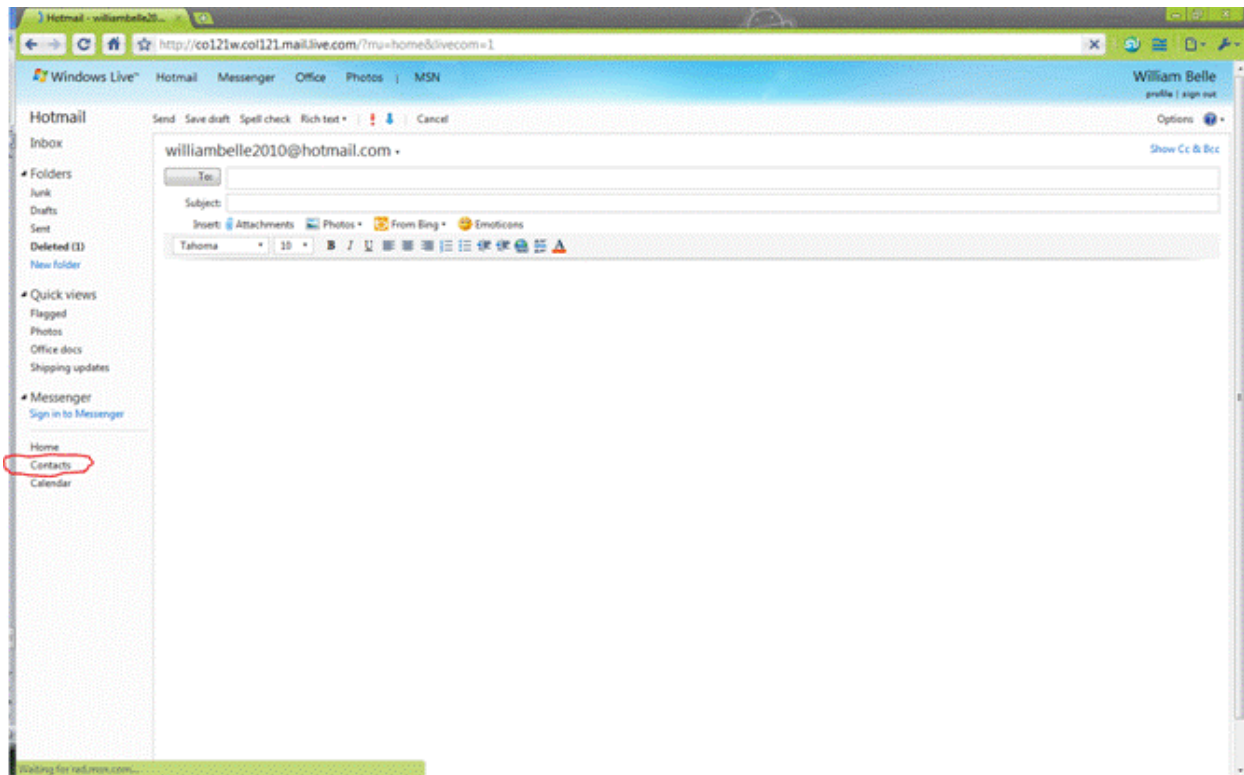 Hotmail - williambelle20...
http://co121w.col121.mail.live.com/?rru=home&livecom=1
Windows Live™ Hotmail Messenger Office Photos | MSN
William Belle
profile | sign out
Hotmail
Send Save draft Spell check Rich text Cancel
Options
Inbox
williambelle2010@hotmail.com
Show Cc & Bcc
Folders
To:
Junk
Drafts
Subject:
Sent
Insert: Attachments Photos From Bing Emoticons
Deleted (1)
Tahoma 10 B I U A
New folder
Quick views
Flagged
Photos
Office docs
Shipping updates
Messenger
Sign in to Messenger
Home
Contacts
Calendar
Waiting for rad.msn.com...